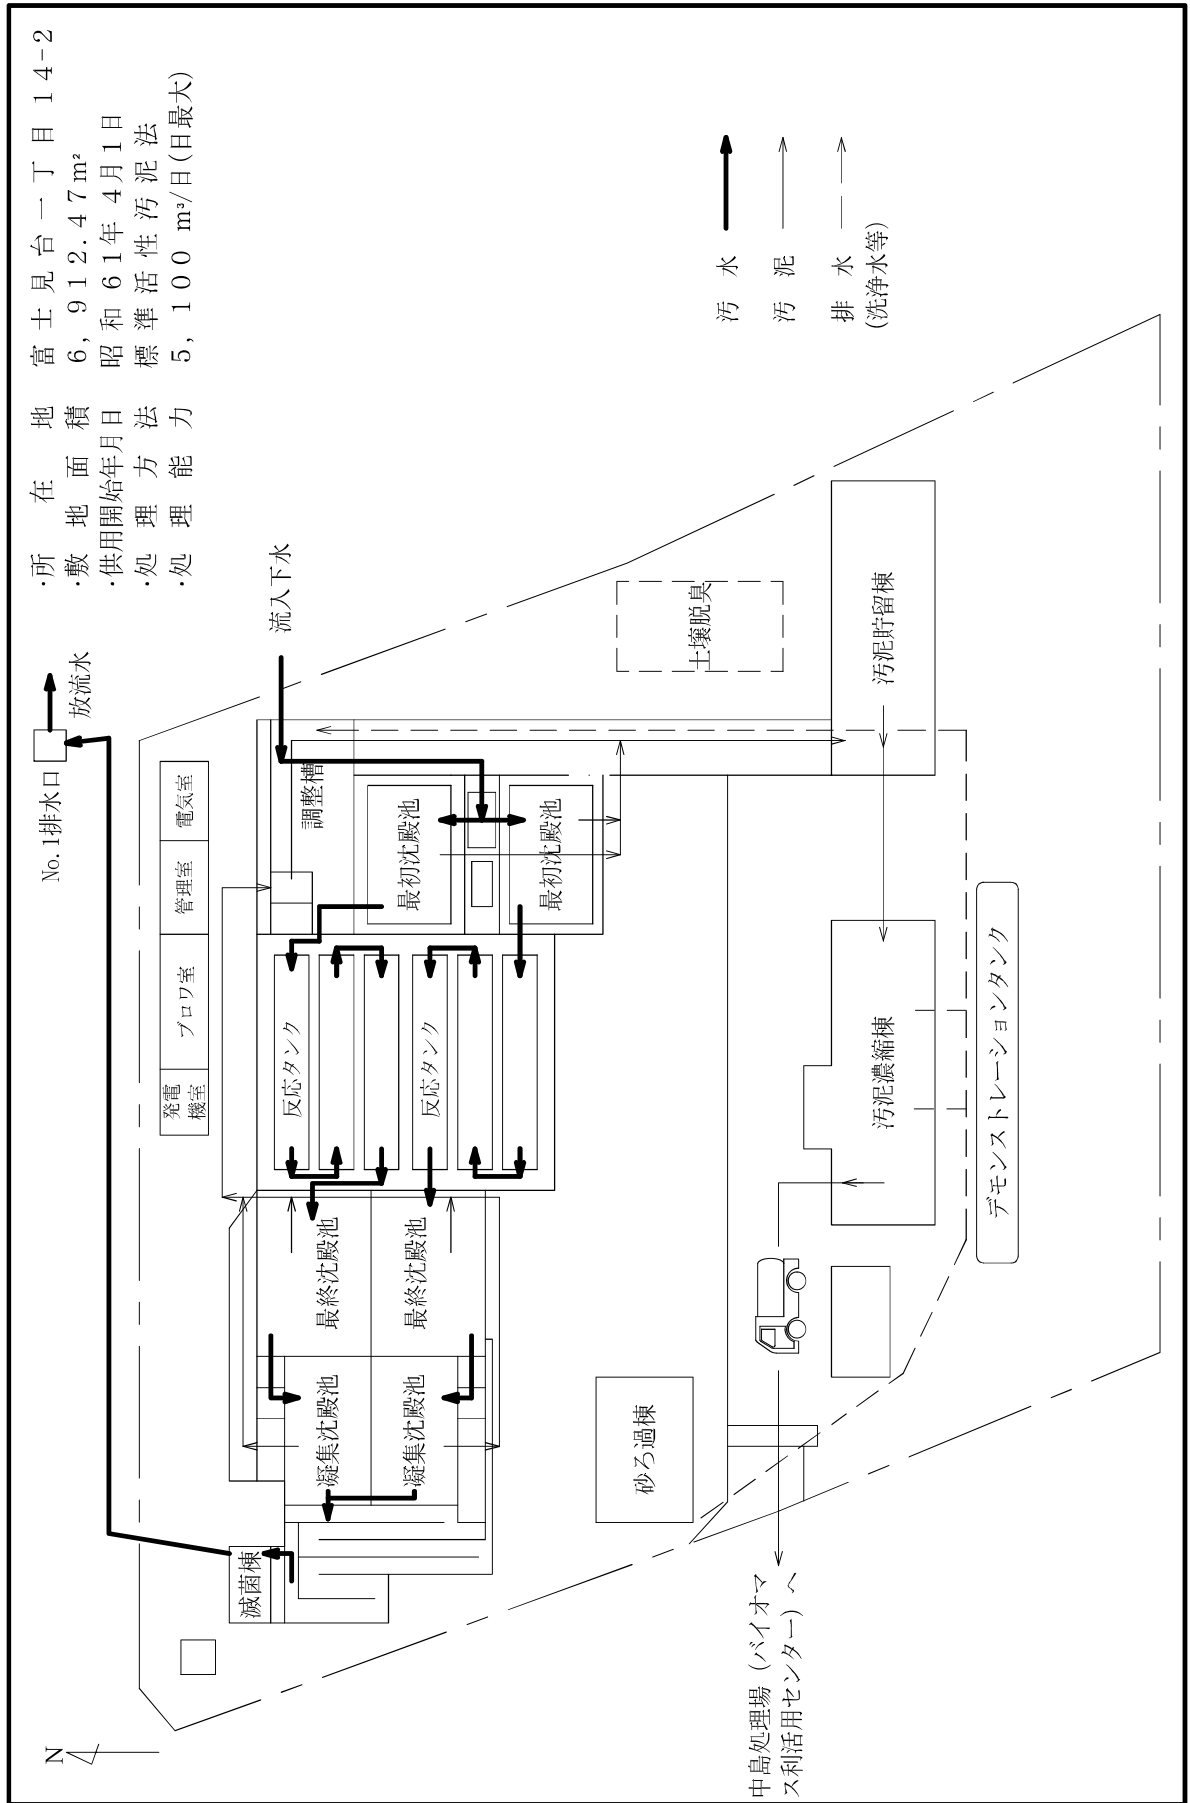 ・所在地 富士見台一丁目14-2
・敷地面積 6,912.47m²
・供用開始年月日 昭和61年4月1日
・処理方法 標準活性汚泥法
・処理能力 5,100 m³/日(日最大)
N
No.1排水口
放流水
流入下水
発電
機室
ブロワ室
管理室
電気室
調整槽
滅菌棟
凝集沈殿池
最終沈殿池
反応タンク
最初沈殿池
凝集沈殿池
最終沈殿池
反応タンク
最初沈殿池
土壌脱臭
砂ろ過棟
汚泥濃縮棟
汚泥貯留棟
デモンストレーションタンク
中島処理場（バイオマ
ス利活用センター）へ
汚水
汚泥
排水
(洗浄水等)